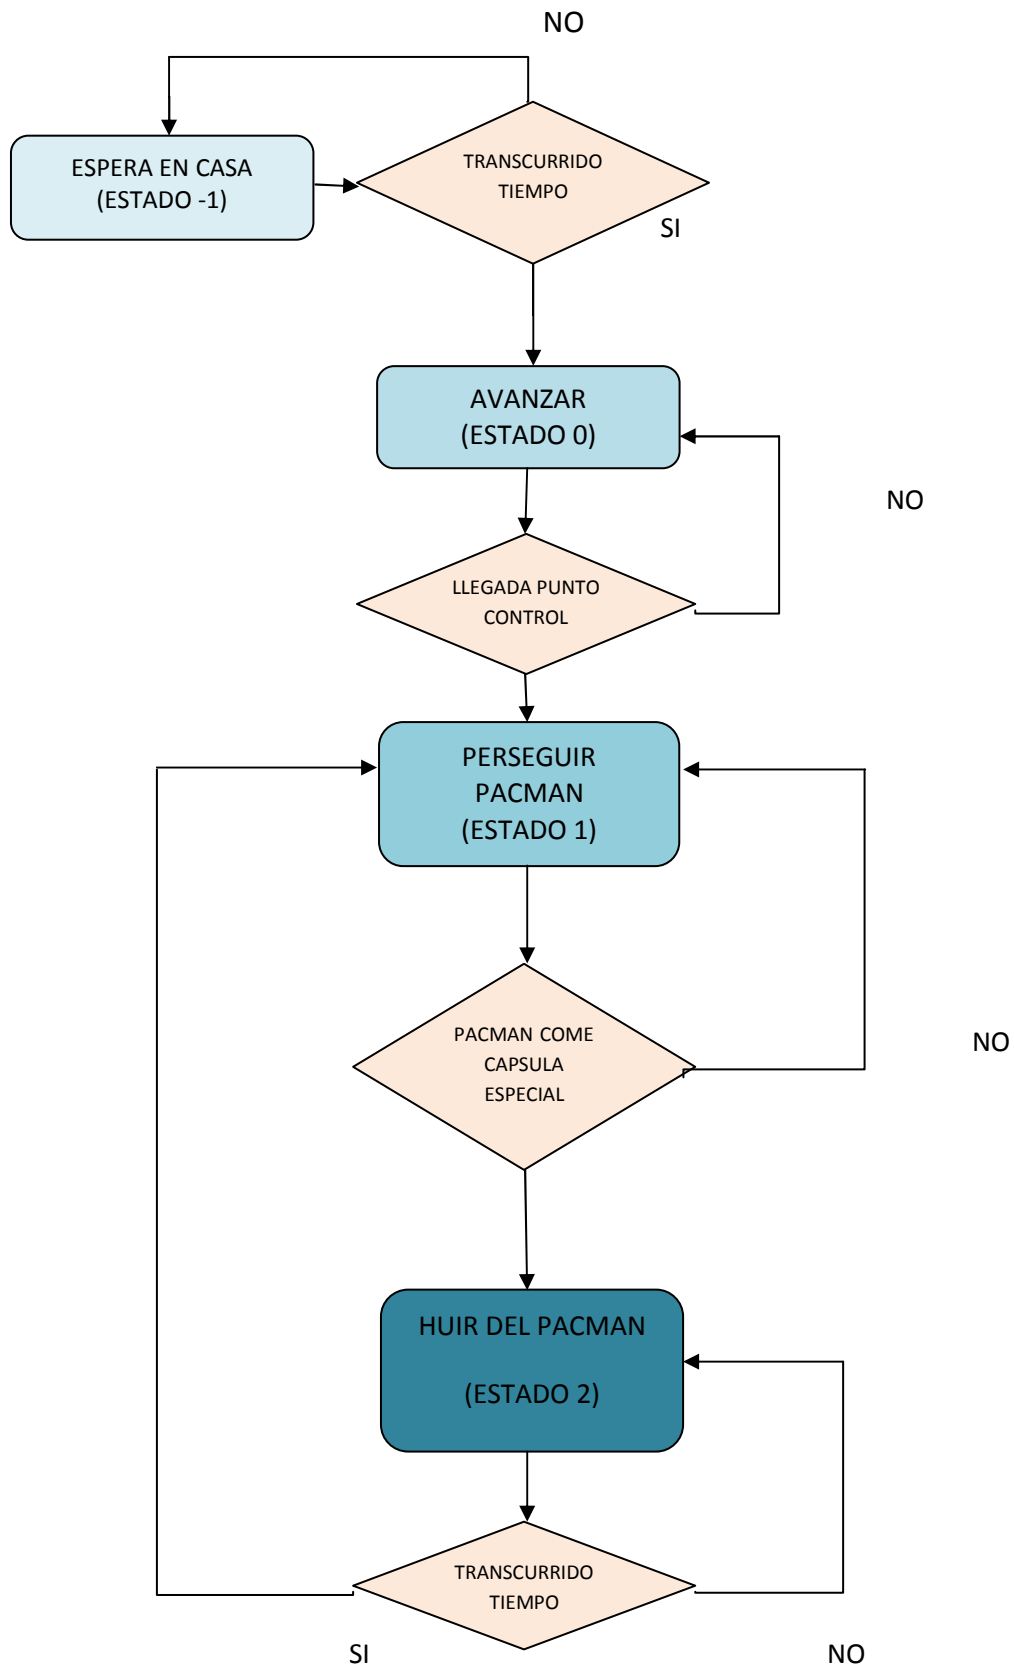 NO
ESPERA EN CASA
(ESTADO -1)
TRANSCURRIDO
TIEMPO
SI
AVANZAR
(ESTADO 0)
NO
LLEGADA PUNTO
CONTROL
PERSEGUIR
PACMAN
(ESTADO 1)
PACMAN COME
CAPSULA
ESPECIAL
NO
HUIR DEL PACMAN
(ESTADO 2)
TRANSCURRIDO
TIEMPO
SI
NO